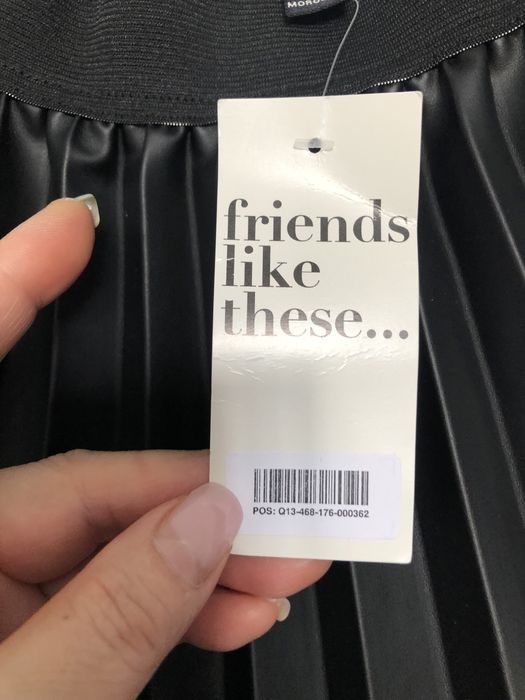 friends
like
these...
POS: Q13-468-176-000362